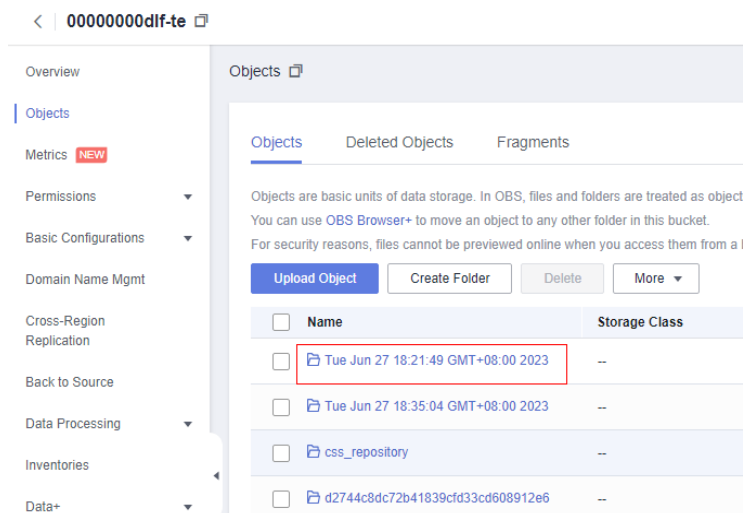 00000000dlf-te
Overview
Objects
Metrics NEW
Permissions
Basic Configurations
Domain Name Mgmt
Cross-Region
Replication
Back to Source
Data Processing
Inventories
Data+
Objects
Objects Deleted Objects Fragments
Objects are basic units of data storage. In OBS, files and folders are treated as object
You can use OBS Browser+ to move an object to any other folder in this bucket.
For security reasons, files cannot be previewed online when you access them from a
Upload Object Create Folder Delete More
Name Storage Class
Tue Jun 27 18:21:49 GMT+08:00 2023 --
Tue Jun 27 18:35:04 GMT+08:00 2023 --
css_repository --
d2744c8dc72b41839cfd33cd608912e6 --